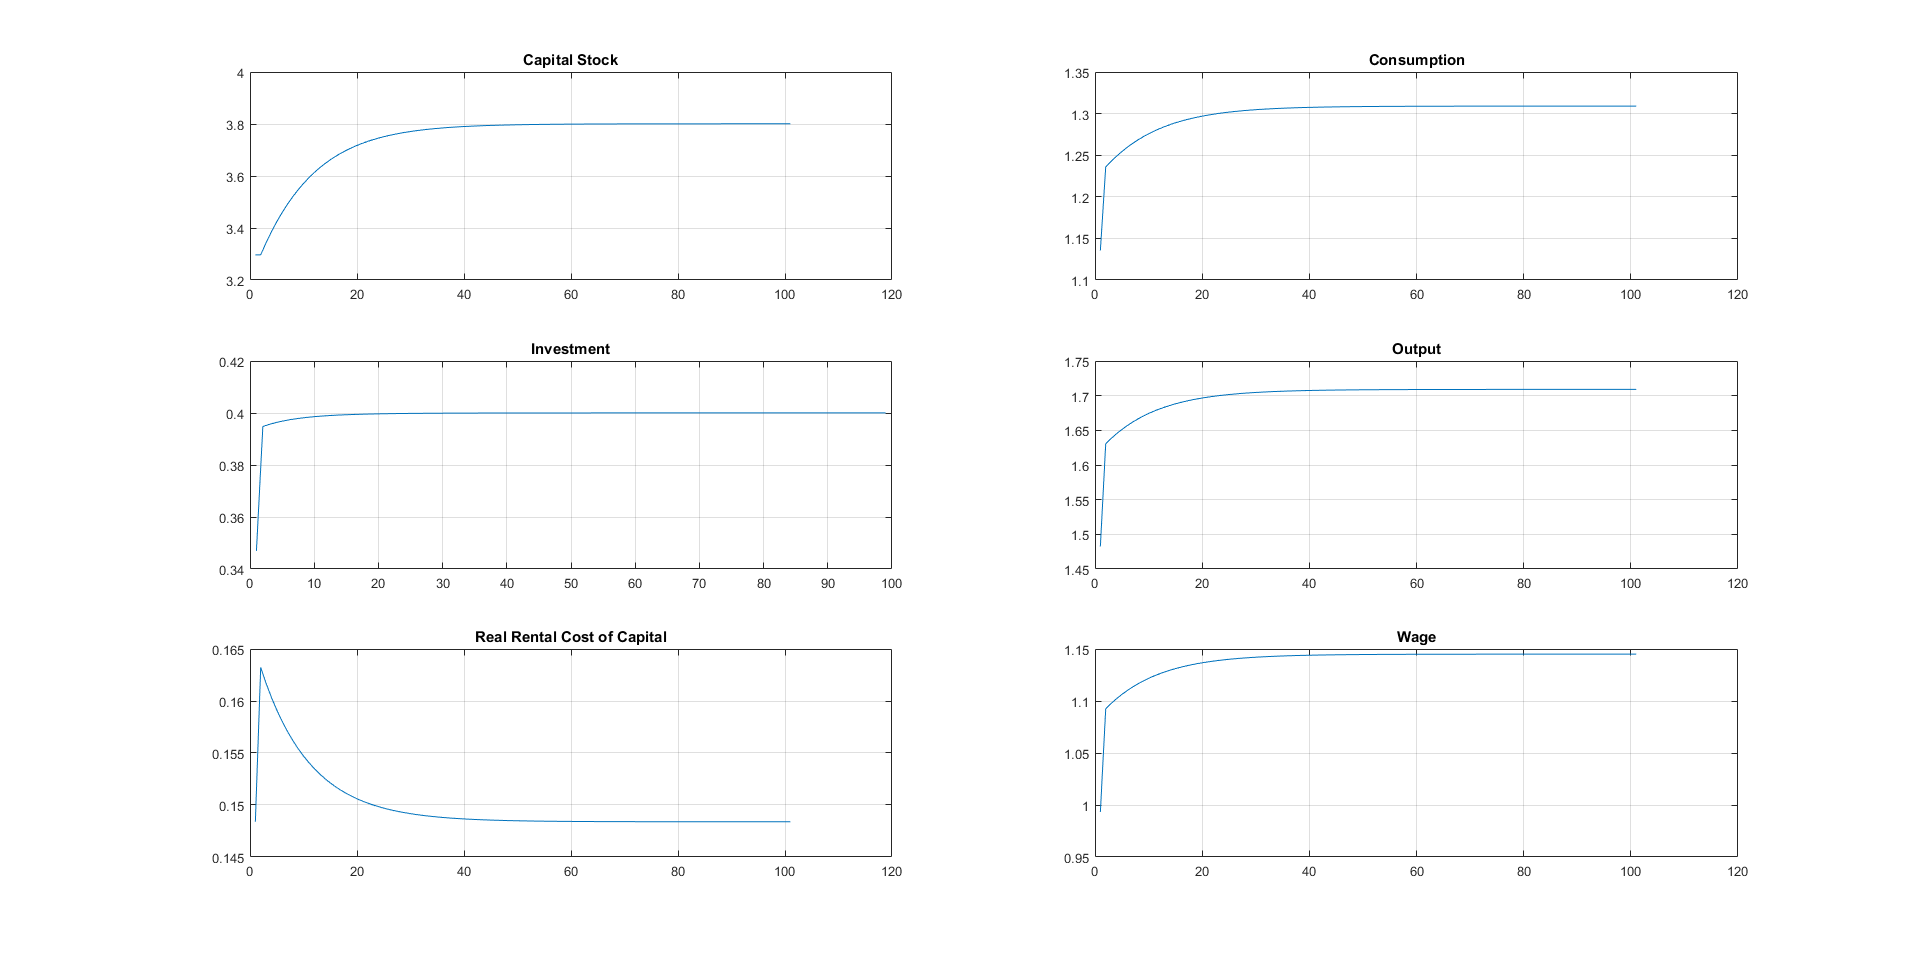 Capital Stock
4
3.8
3.6
3.4
3.2
0 20 40 60 80 100 120
Consumption
1.35
1.3
1.25
1.2
1.15
1.1
0 20 40 60 80 100 120
Investment
0.42
0.4
0.38
0.36
0.34
0 10 20 30 40 50 60 70 80 90 100
Output
1.75
1.7
1.65
1.6
1.55
1.5
1.45
0 20 40 60 80 100 120
Real Rental Cost of Capital
0.165
0.16
0.155
0.15
0.145
0 20 40 60 80 100 120
Wage
1.15
1.1
1.05
1
0.95
0 20 40 60 80 100 120